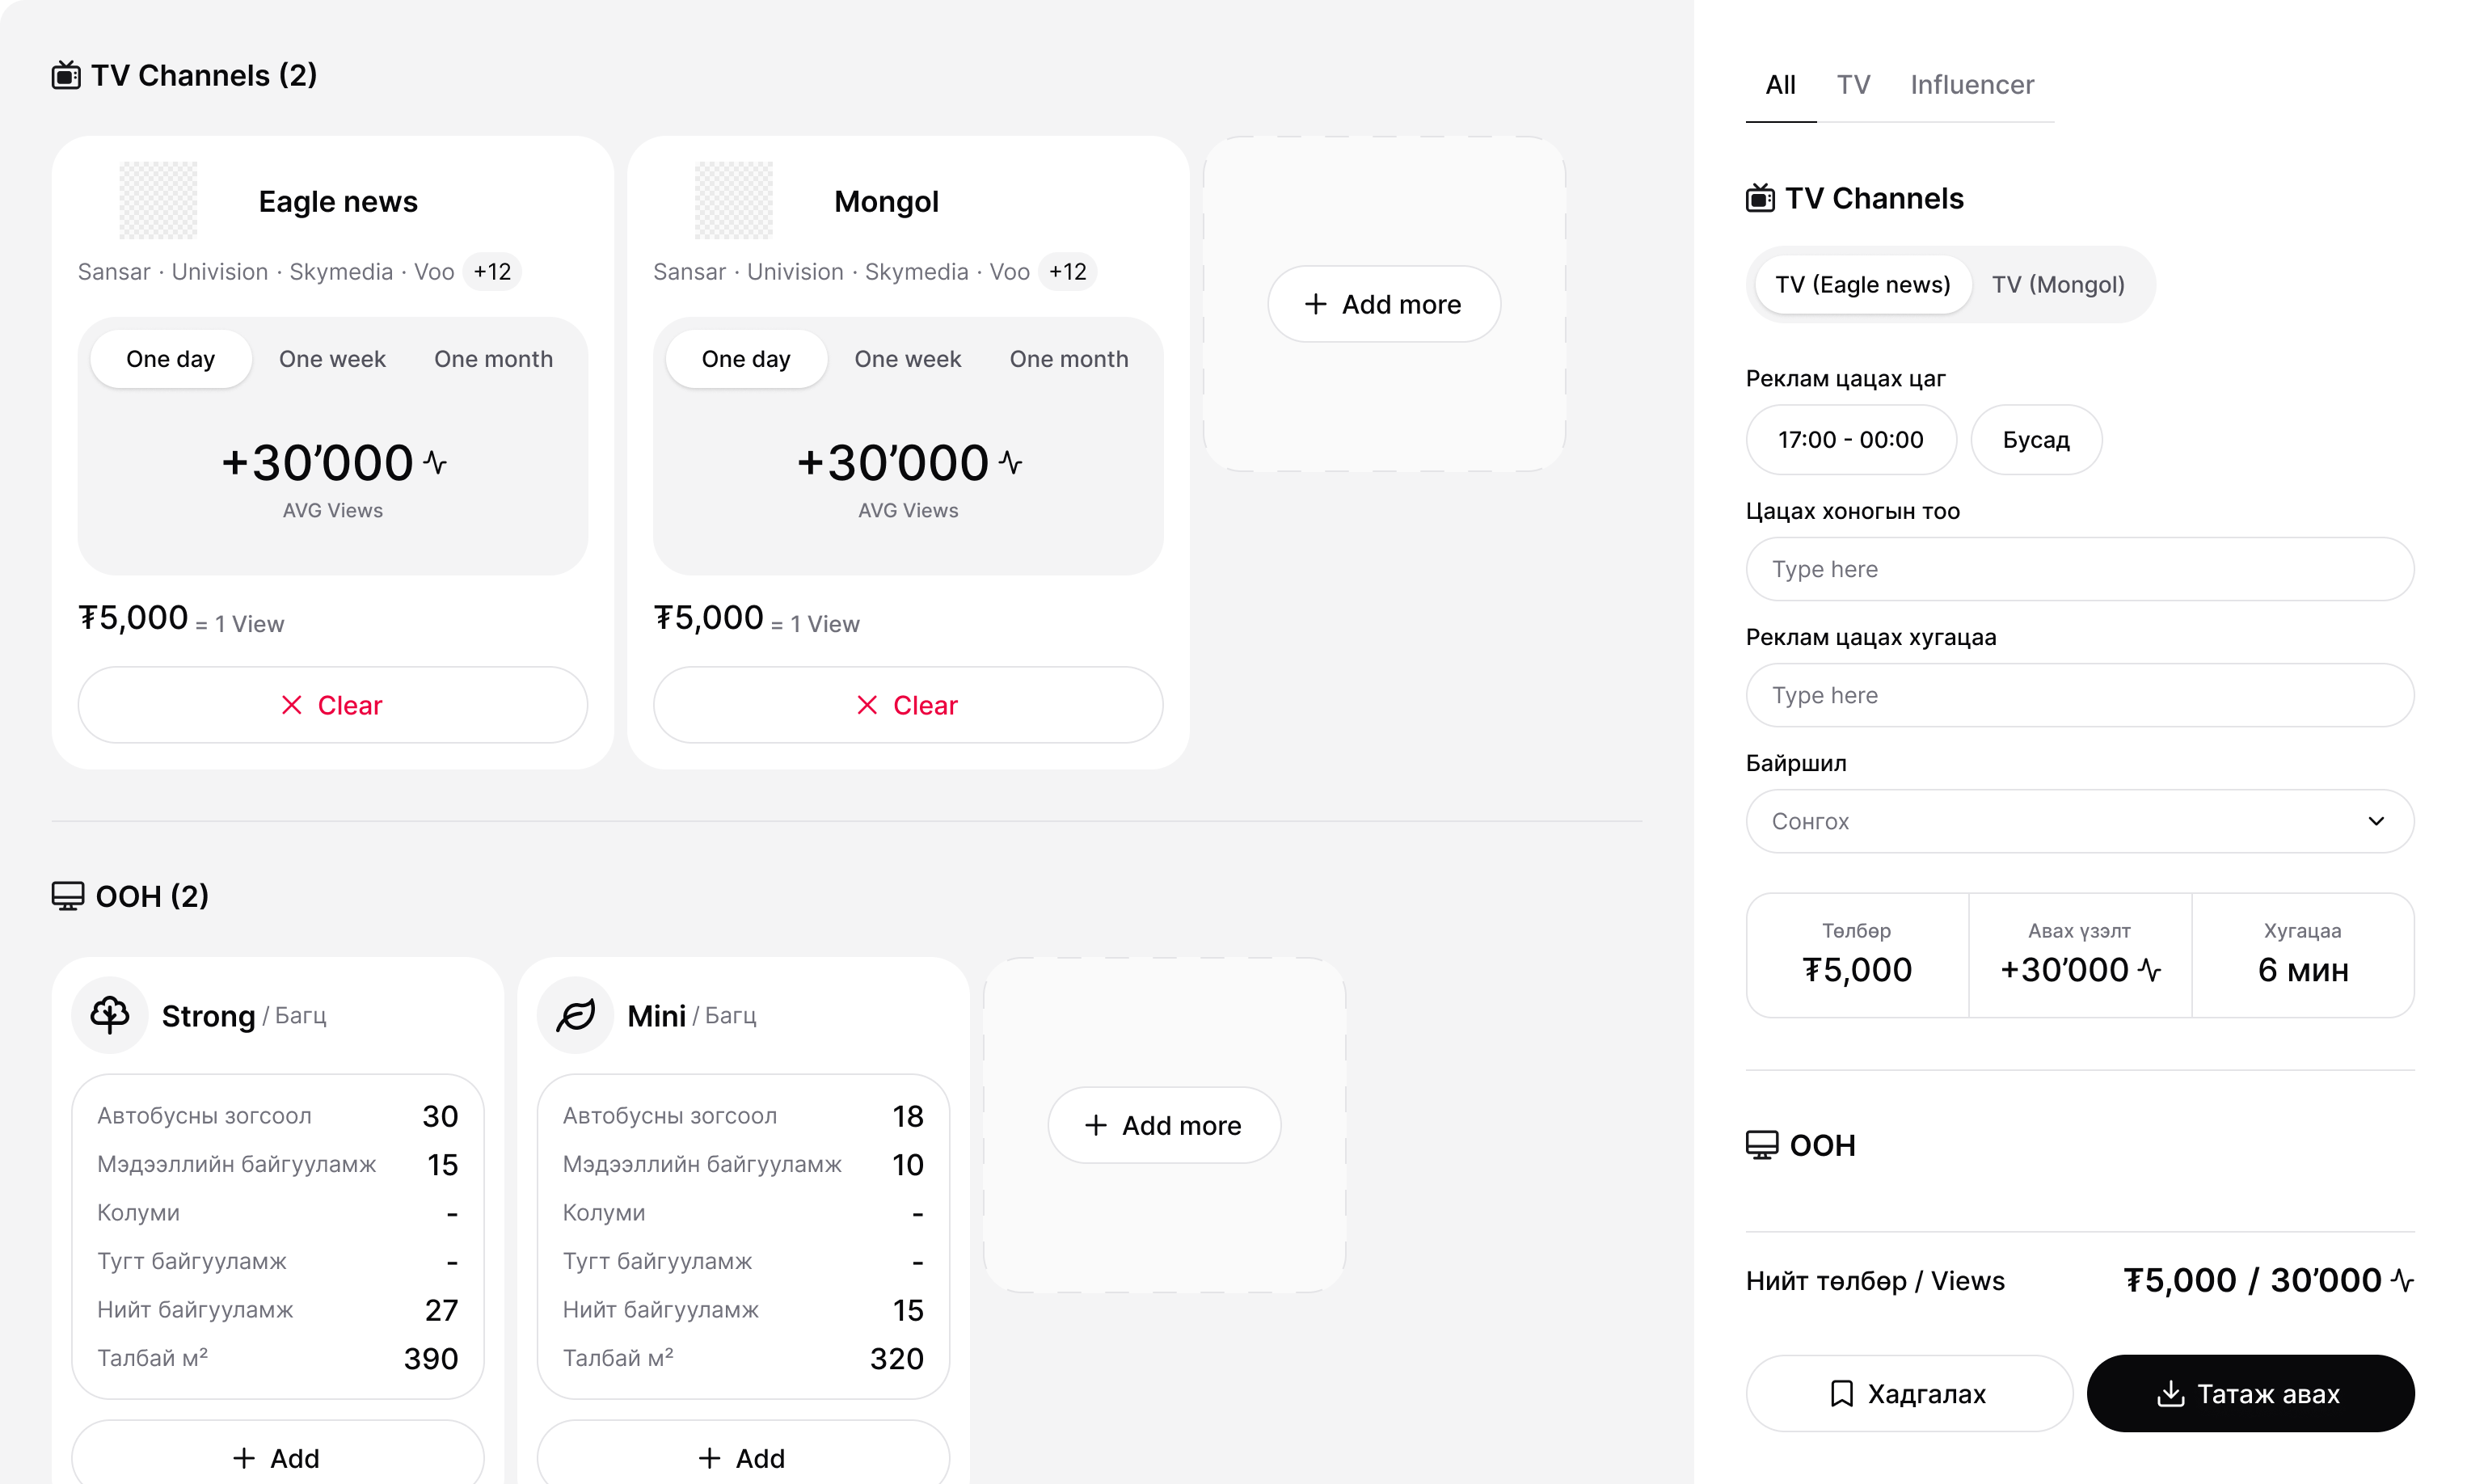 TV Channels (2)
Eagle news
Sansar · Univision · Skymedia · Voo +12
One day One week One month
+30’000
AVG Views
₮5,000 = 1 View
Clear
Mongol
Sansar · Univision · Skymedia · Voo +12
One day One week One month
+30’000
AVG Views
₮5,000 = 1 View
Clear
Add more
OOH (2)
Strong / Багц
Автобусны зогсоол 30
Мэдээллийн байгууламж 15
Колуми -
Тугт байгууламж -
Нийт байгууламж 27
Талбай м² 390
Add
Mini / Багц
Автобусны зогсоол 18
Мэдээллийн байгууламж 10
Колуми -
Тугт байгууламж -
Нийт байгууламж 15
Талбай м² 320
Add
Add more
All TV Influencer
TV Channels
TV (Eagle news) TV (Mongol)
Реклам цацах цаг
17:00 - 00:00 Бусад
Цацах хоногын тоо
Type here
Реклам цацах хугацаа
Type here
Байршил
Сонгох
Төлбөр
₮5,000
Авах үзэлт
+30’000
Хугацаа
6 мин
OOH
Нийт төлбөр / Views ₮5,000 / 30’000
Хадгалах Татаж авах